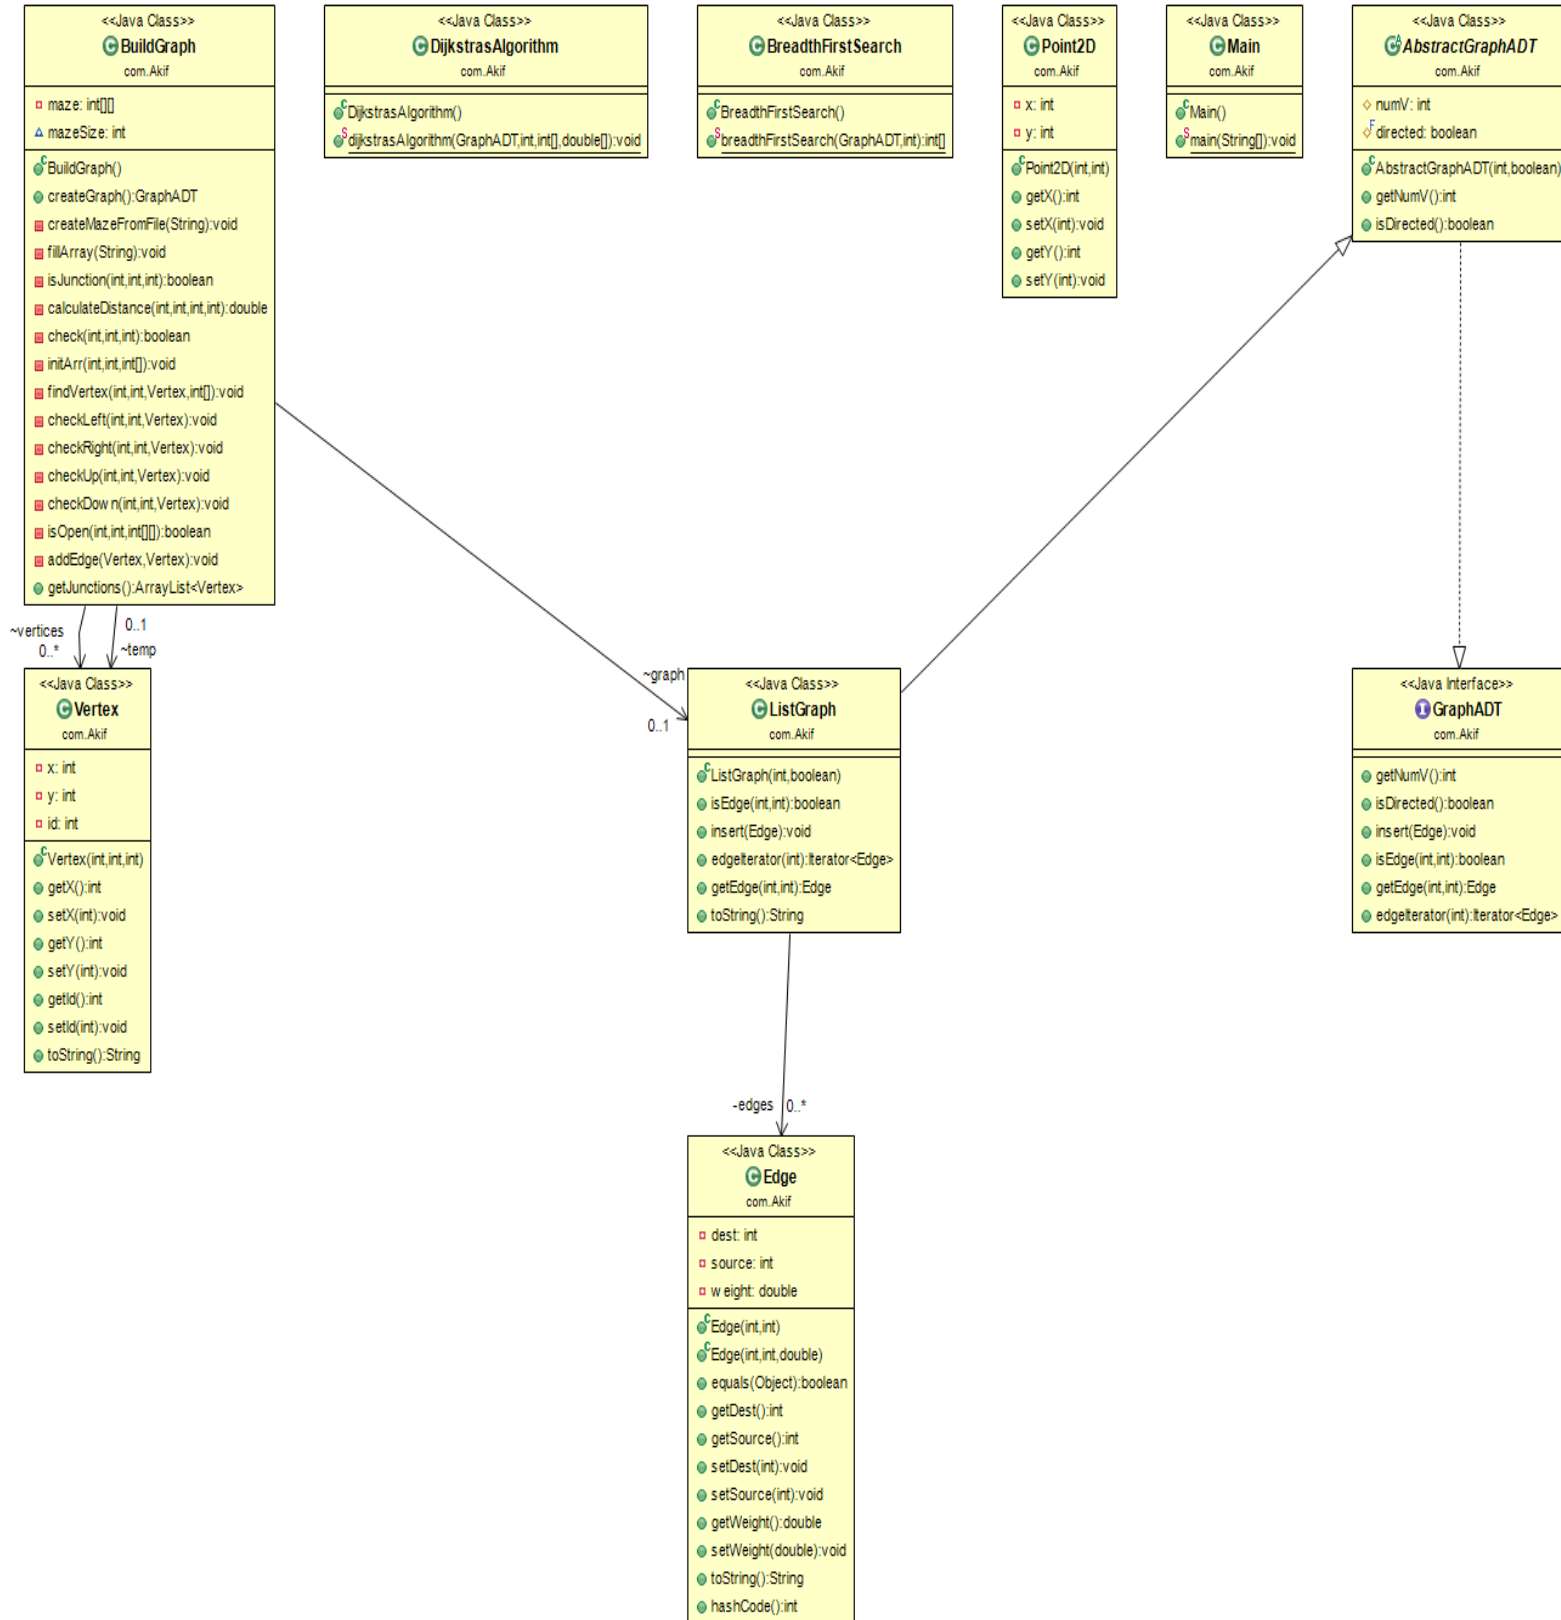 <<Java Class>>
BuildGraph
com.Akif
maze: int[][]
mazeSize: int
BuildGraph()
createGraph():GraphADT
createMazeFromFile(String):void
fillArray(String):void
isJunction(int,int,int):boolean
calculateDistance(int,int,int,int):double
check(int,int,int):boolean
initArr(int,int,int[]):void
findVertex(int,int,Vertex,int[]):void
checkLeft(int,int,Vertex):void
checkRight(int,int,Vertex):void
checkUp(int,int,Vertex):void
checkDown(int,int,Vertex):void
isOpen(int,int,int[][]):boolean
addEdge(Vertex,Vertex):void
getJunctions():ArrayList<Vertex>
<<Java Class>>
DijkstrasAlgorithm
com.Akif
DijkstrasAlgorithm()
dijkstrasAlgorithm(GraphADT,int,int[],double[]):void
<<Java Class>>
BreadthFirstSearch
com.Akif
BreadthFirstSearch()
breadthFirstSearch(GraphADT,int):int[]
<<Java Class>>
Point2D
com.Akif
x: int
y: int
Point2D(int,int)
getX():int
setX(int):void
getY():int
setY(int):void
<<Java Class>>
Main
com.Akif
Main()
main(String[]):void
<<Java Class>>
AbstractGraphADT
com.Akif
numV: int
directed: boolean
AbstractGraphADT(int,boolean)
getNumV():int
isDirected():boolean
~vertices
0..*
0..1
~temp
~graph
0..1
<<Java Class>>
Vertex
com.Akif
x: int
y: int
id: int
Vertex(int,int,int)
getX():int
setX(int):void
getY():int
setY(int):void
getId():int
setId(int):void
toString():String
<<Java Class>>
ListGraph
com.Akif
ListGraph(int,boolean)
isEdge(int,int):boolean
insert(Edge):void
edgeIterator(int):Iterator<Edge>
getEdge(int,int):Edge
toString():String
<<Java Interface>>
GraphADT
com.Akif
getNumV():int
isDirected():boolean
insert(Edge):void
isEdge(int,int):boolean
getEdge(int,int):Edge
edgeIterator(int):Iterator<Edge>
-edges
0..*
<<Java Class>>
Edge
com.Akif
dest: int
source: int
weight: double
Edge(int,int)
Edge(int,int,double)
equals(Object):boolean
getDest():int
getSource():int
setDest(int):void
setSource(int):void
getWeight():double
setWeight(double):void
toString():String
hashCode():int